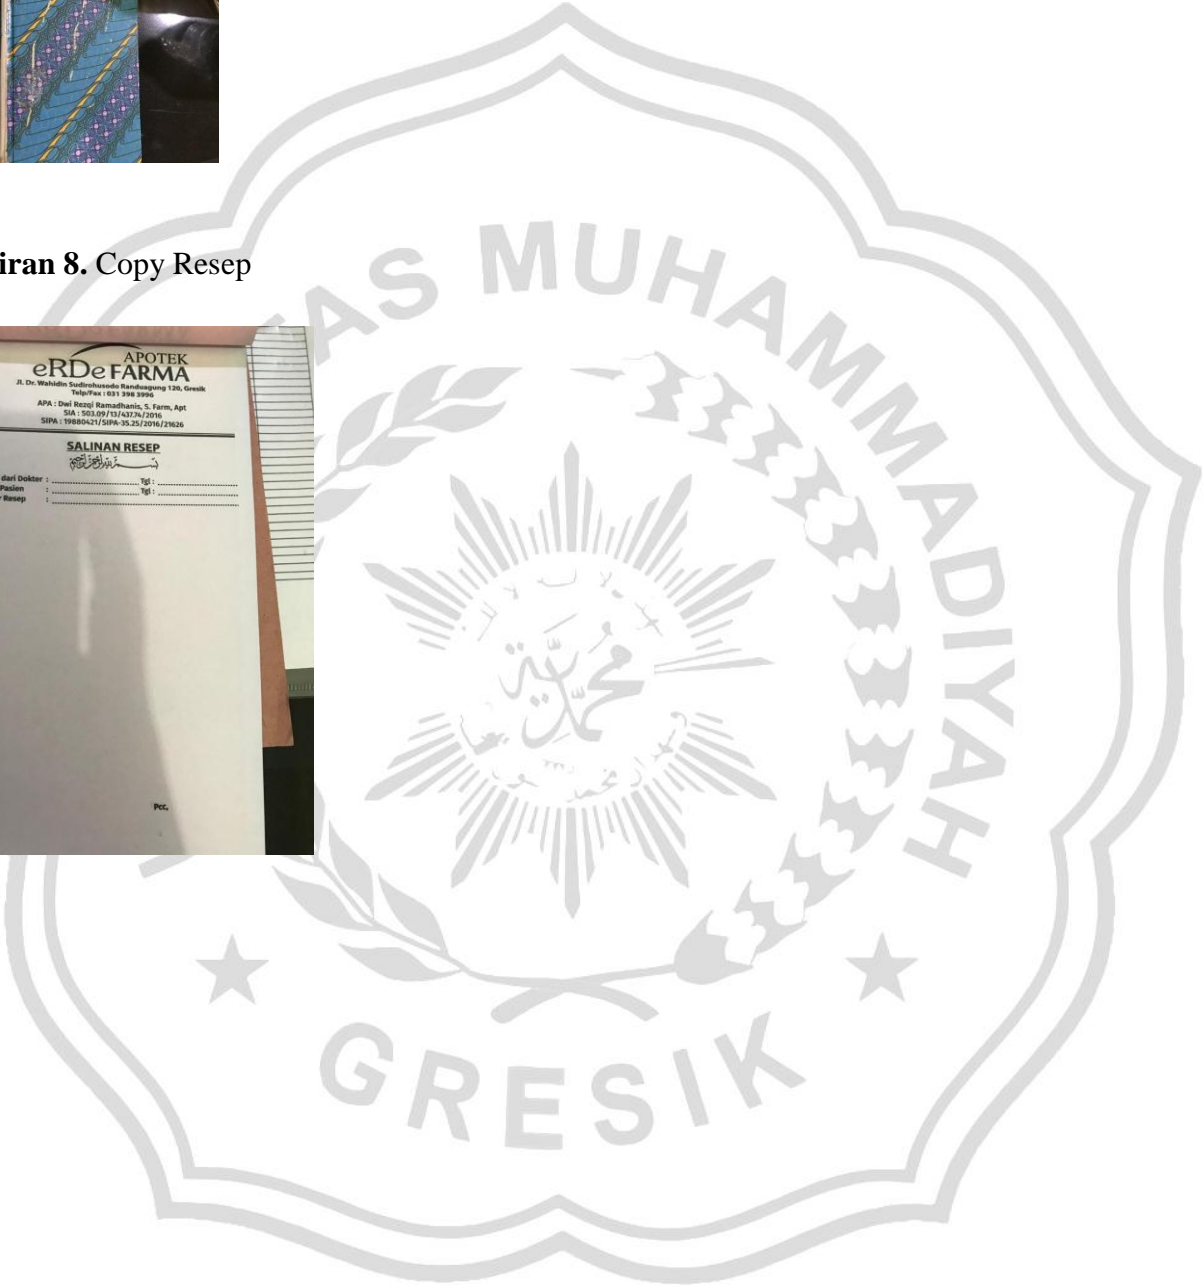 iran 8. Copy Resep
APOTEK
eRDe FARMA
Jl. Dr. Wahidin Sudirohusodo Randuagung 120, Gresik
Telp/Fax : 031 398 3996
APA : Dwi Rezqi Ramadhanis, S. Farm, Apt
SIA : 503.09/13/437.74/2016
SIPA : 19880421/SIPA-35.25/2016/21626
SALINAN RESEP
dari Dokter : Tgl :
Pasien : Tgl :
Resep :
Pcc,
TAS MUHAMMADIYAH
GRESIK
محمدية